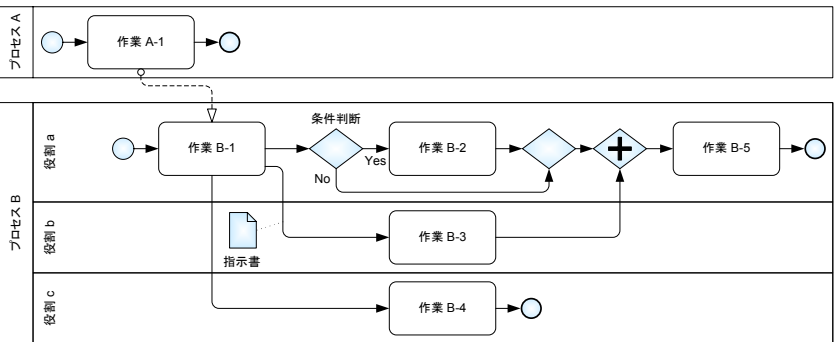 プロセス A
作業 A-1
プロセス B
役割 a
作業 B-1
条件判断
Yes
No
作業 B-2
作業 B-5
役割 b
指示書
作業 B-3
役割 c
作業 B-4